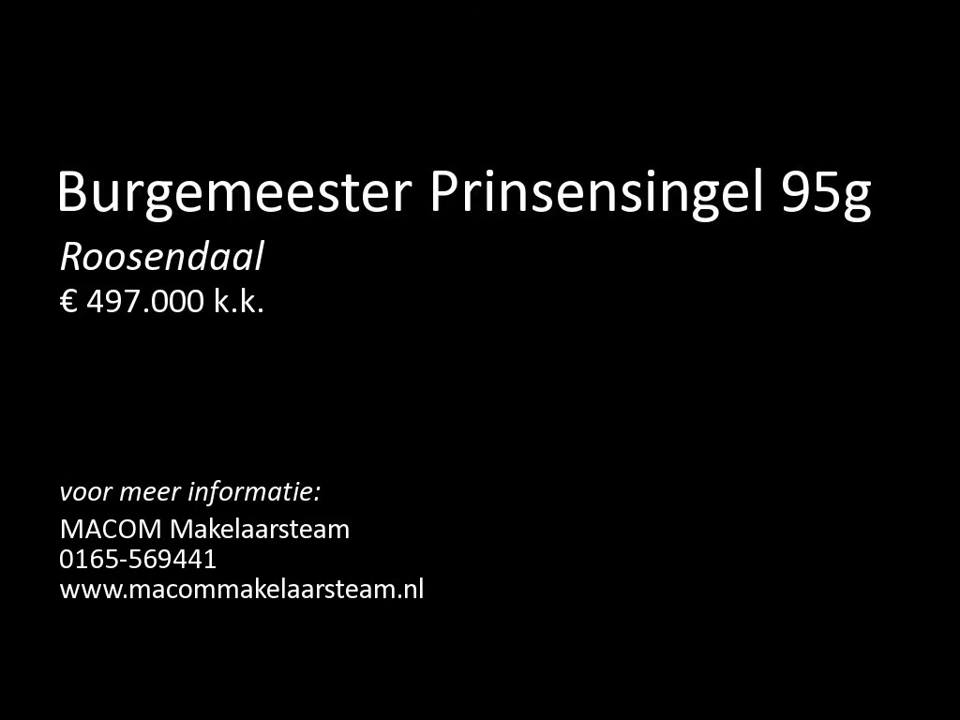 Burgemeester Prinsensingel 95g
Roosendaal
€ 497.000 k.k.
voor meer informatie:
MACOM Makelaarsteam
0165-569441
www.macommakelaarsteam.nl